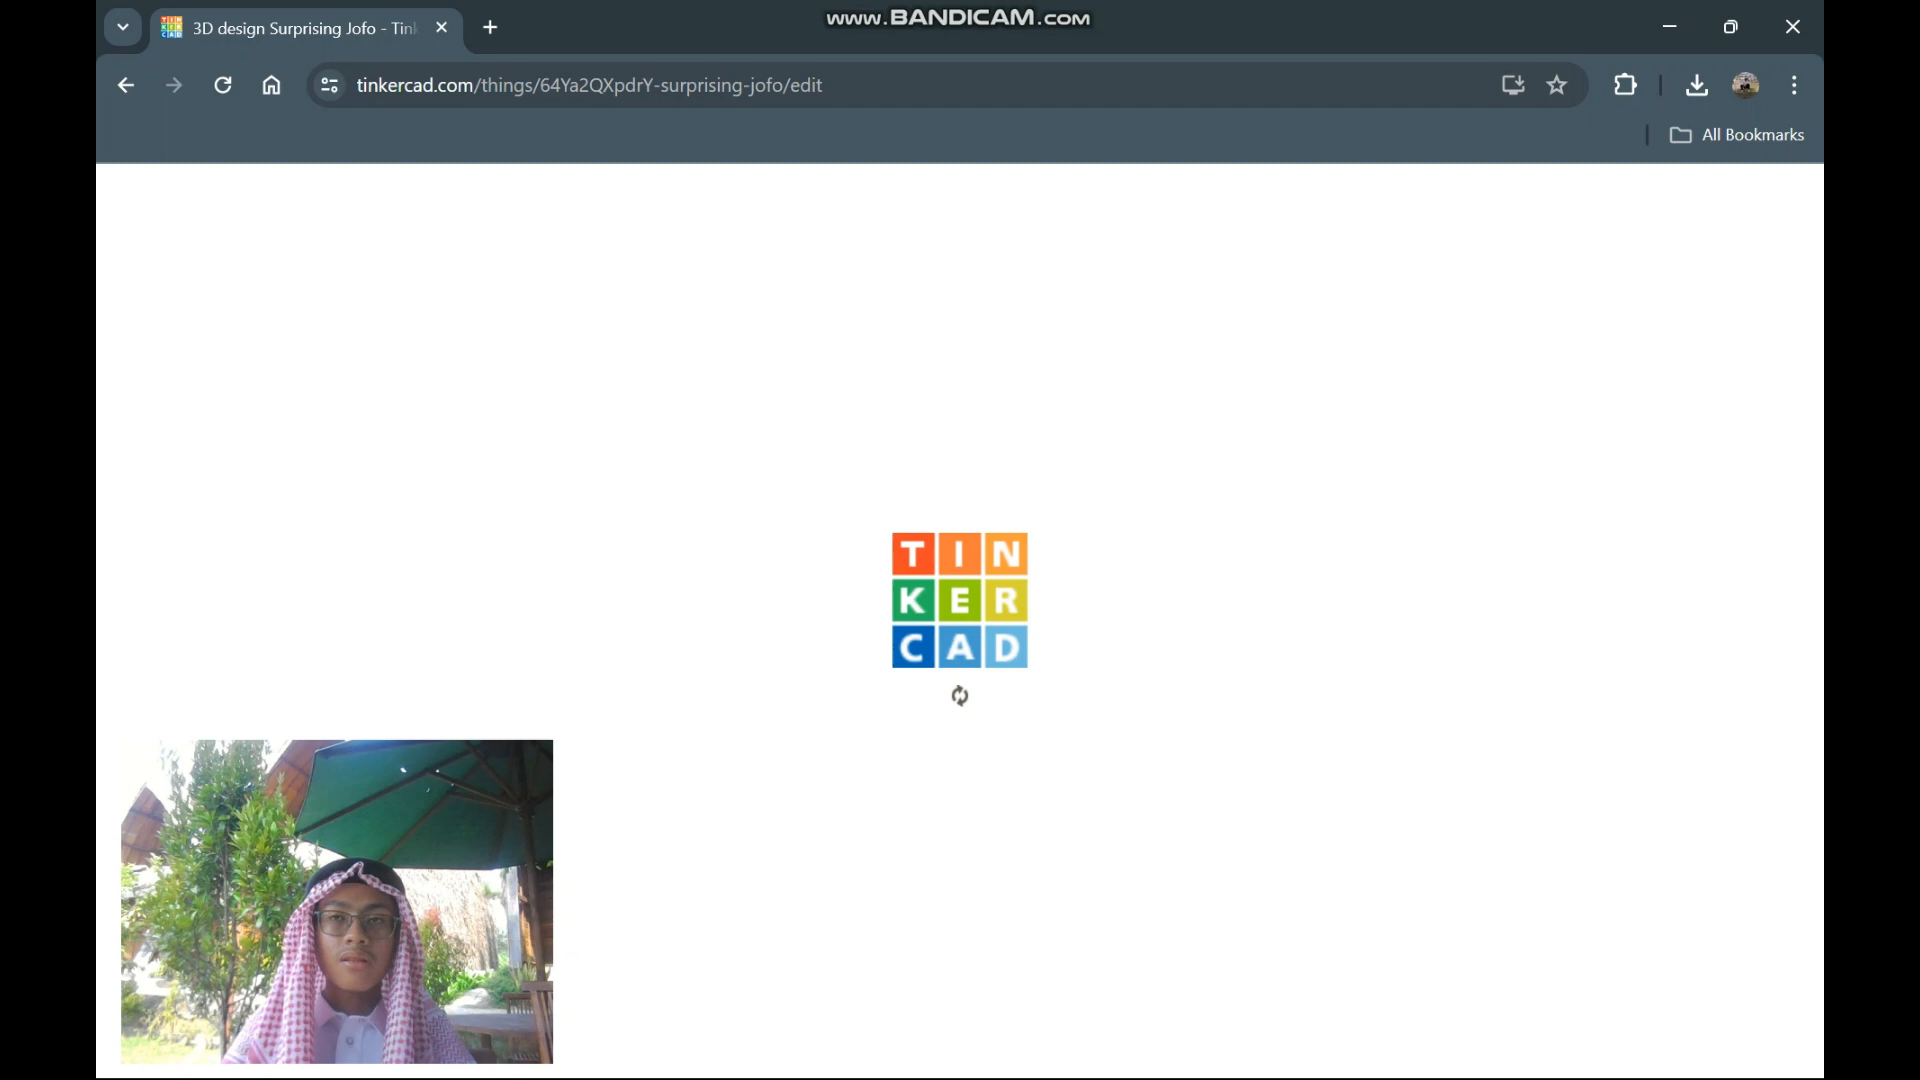 www.BANDICAM.com
3D design Surprising Jofo - Tin
tinkercad.com/things/64Ya2QXpdrY-surprising-jofo/edit
All Bookmarks
TIN
KER
CAD